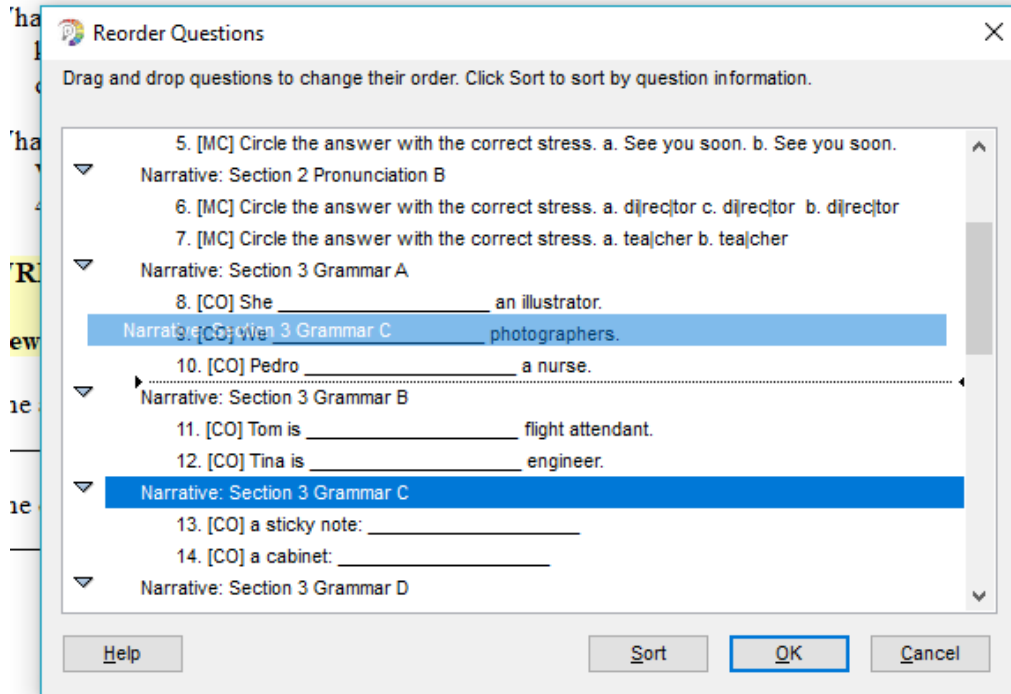 'ha
Reorder Questions
Drag and drop questions to change their order. Click Sort to sort by question information.
'ha
5. [MC] Circle the answer with the correct stress. a. See you soon. b. See you soon.
Narrative: Section 2 Pronunciation B
6. [MC] Circle the answer with the correct stress. a. di|rec|tor c. di|rec|tor b. di|rec|tor
7. [MC] Circle the answer with the correct stress. a. tea|cher b. tea|cher
Narrative: Section 3 Grammar A
8. [CO] She ____________________ an illustrator.
Narrative: Section 3 Grammar C
9. [CO] We ____________________ photographers.
10. [CO] Pedro ____________________ a nurse.
Narrative: Section 3 Grammar B
11. [CO] Tom is ____________________ flight attendant.
12. [CO] Tina is ____________________ engineer.
Narrative: Section 3 Grammar C
13. [CO] a sticky note: ____________________
14. [CO] a cabinet: ____________________
Narrative: Section 3 Grammar D
Help
Sort
OK
Cancel